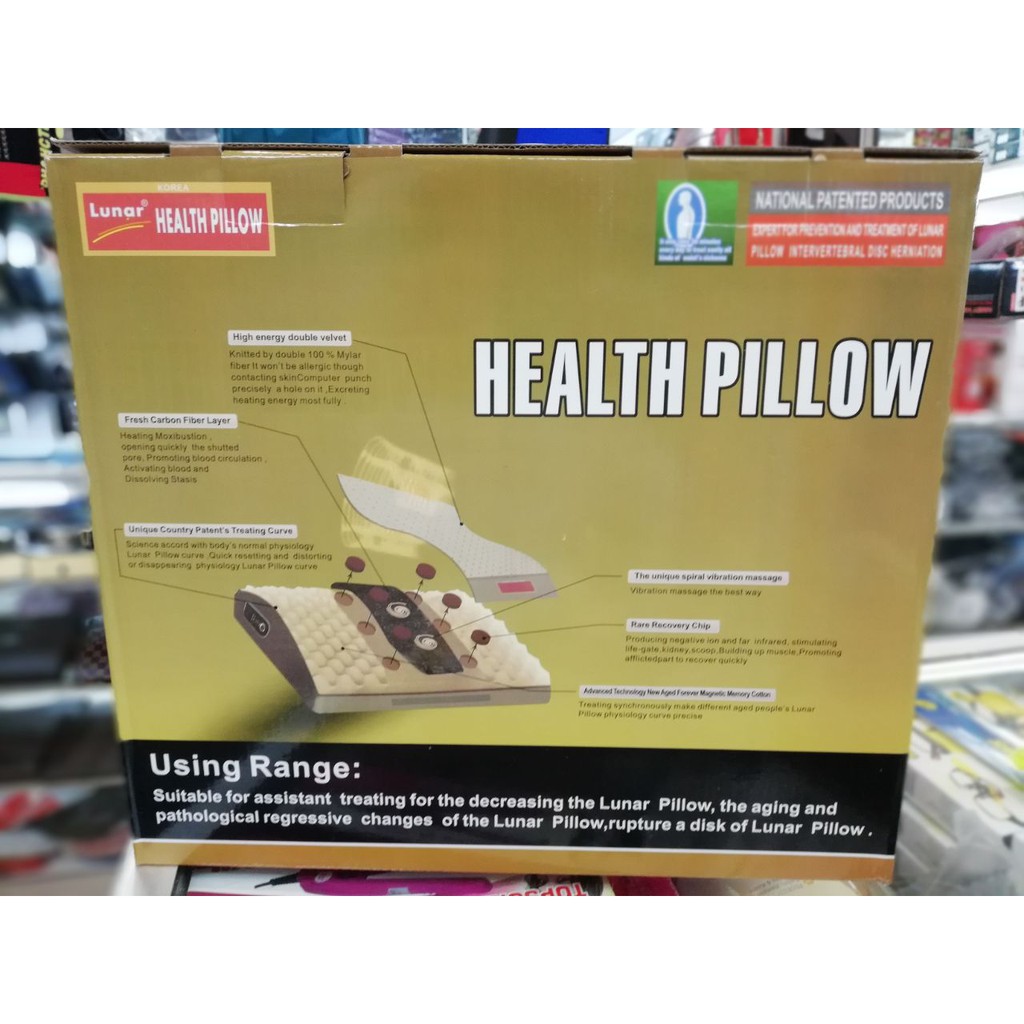 KOREA
Lunar® HEALTH PILLOW
NATIONAL PATENTED PRODUCTS
EXPERT FOR PREVENTION AND TREATMENT OF LUNAR
PILLOW INTERVERTEBRAL DISC HERNIATION
HEALTH PILLOW
High energy double velvet
Knitted by double 100 % Mylar
fiber It won't be allergic though
contacting skinComputer punch
precisely a hole on it ,Excreting
heating energy most fully .
Fresh Carbon Fiber Layer
Heating Moxibustion ,
opening quickly the shutted
pore, Promoting blood circulation ,
Activating blood and
Dissolving Stasis
Unique Country Patent's Treating Curve
Science accord with body's normal physiology
Lunar Pillow curve .Quick resetting and distorting
or disappearing physiology Lunar Pillow curve
The unique spiral vibration massage
Vibration massage the best way
Rare Recovery Chip
Producing negative ion and far infrared, stimulating
life-gate,kidney,scoop.Building up muscle,Promoting
afflictedpart to recover quickly
Advanced Technology New Aged Forever Magnetic Memory Cotton
Treating synchronously make different aged people's Lunar
Pillow physiology curve precise
Using Range:
Suitable for assistant treating for the decreasing the Lunar Pillow, the aging and
pathological regressive changes of the Lunar Pillow,rupture a disk of Lunar Pillow .